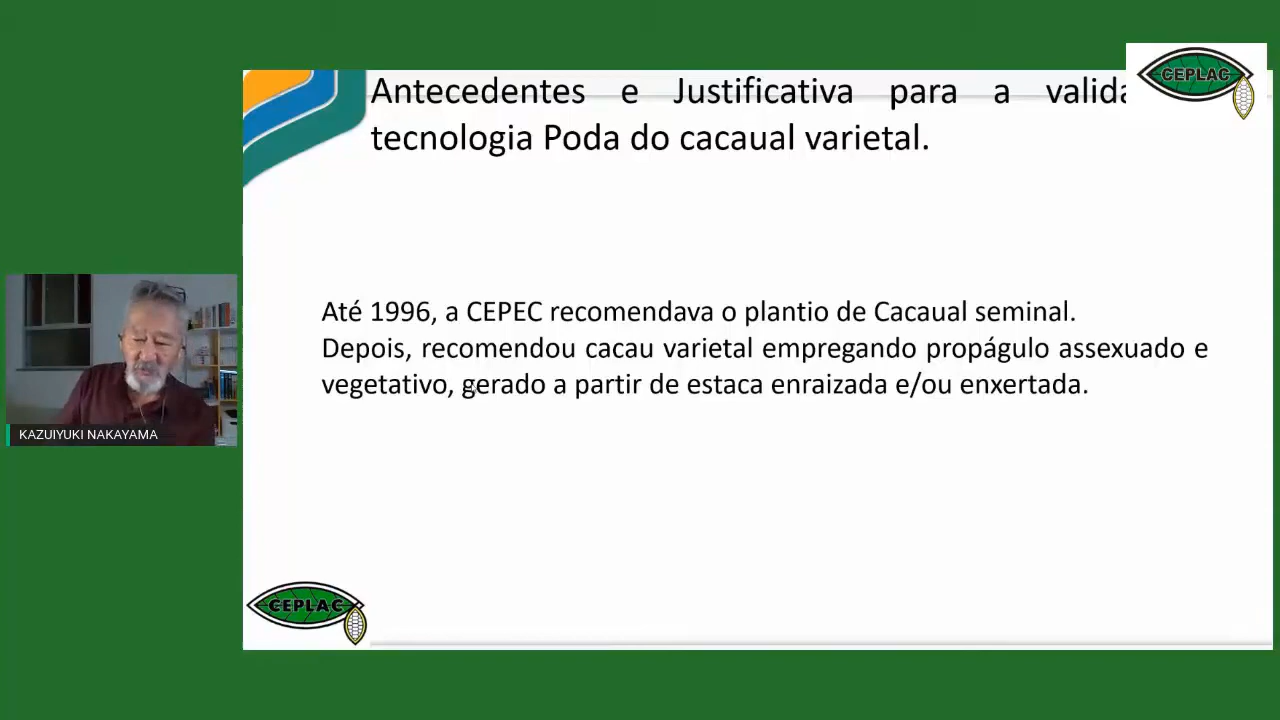 CEPLAC
Antecedentes e Justificativa para a
tecnologia Poda do cacaual varietal.
Até 1996, a CEPEC recomendava o plantio de Cacaual seminal.
Depois, recomendou cacau varietal empregando propágulo assexuado e
vegetativo, gerado a partir de estaca enraizada e/ou enxertada.
KAZUIYUKI NAKAYAMA
CEPLAC